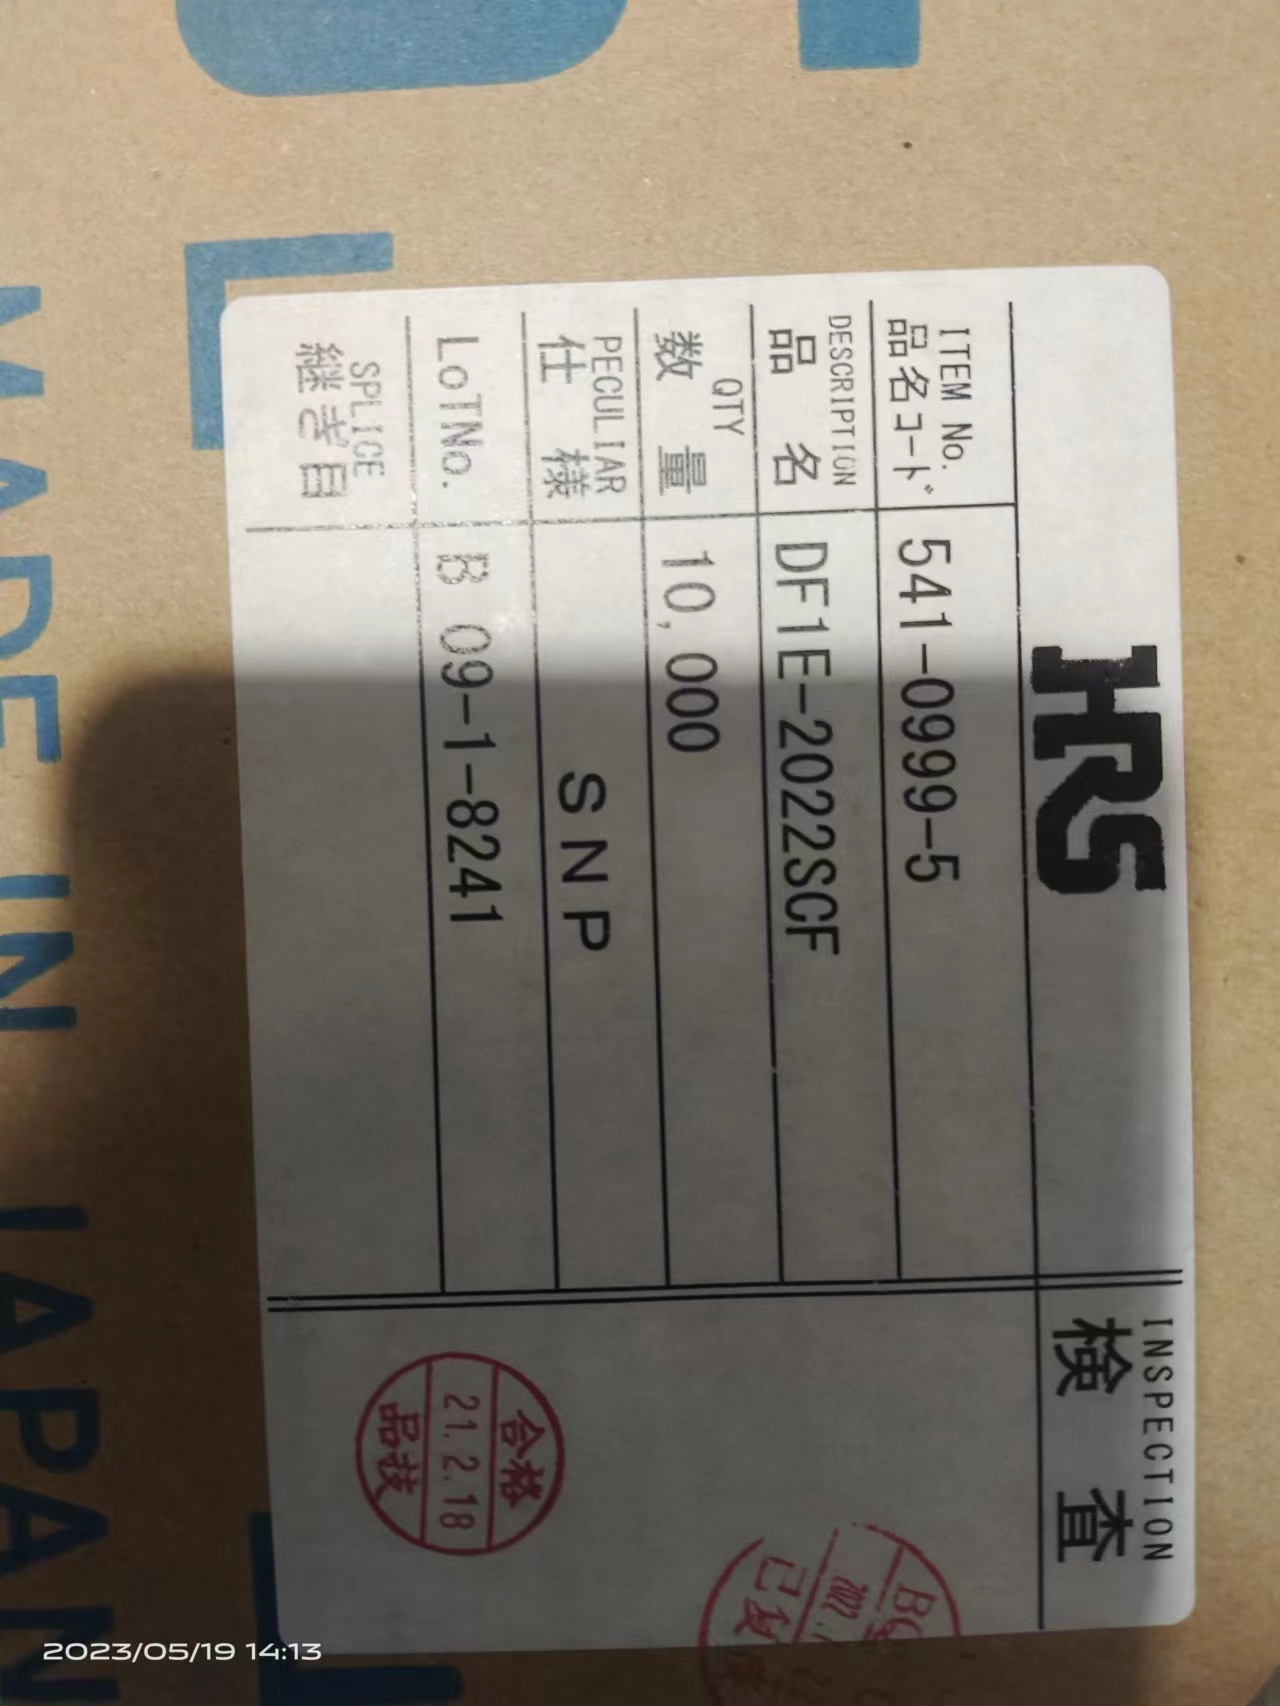 HRS
INSPECTION
検査
ITEM No.
品名コード
541-0999-5
DESCRIPTION
品名
DF1E-2022SCF
QTY
数量
10,000
PECULIAR
仕様
SNP
LoTNo.
B 09-1-8241
SPLICE
継ぎ目
合格
21.2.18
品技
MADE IN JAPAN
2023/05/19 14:13